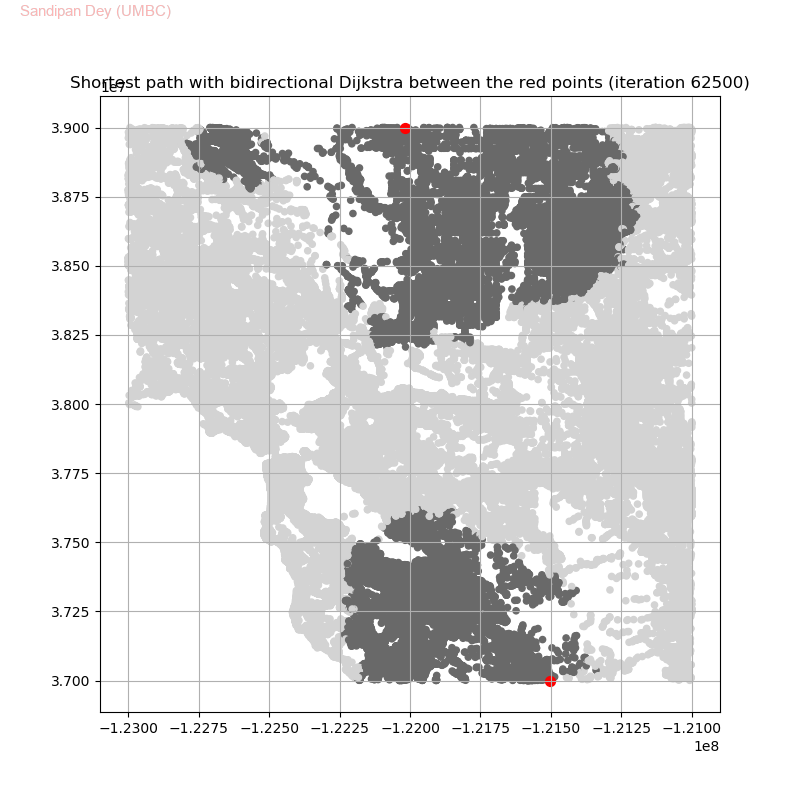 Sandipan Dey (UMBC)
Shortest path with bidirectional Dijkstra between the red points (iteration 62500)
1e7
3.900
3.875
3.850
3.825
3.800
3.775
3.750
3.725
3.700
−1.2300 −1.2275 −1.2250 −1.2225 −1.2200 −1.2175 −1.2150 −1.2125 −1.2100
1e8